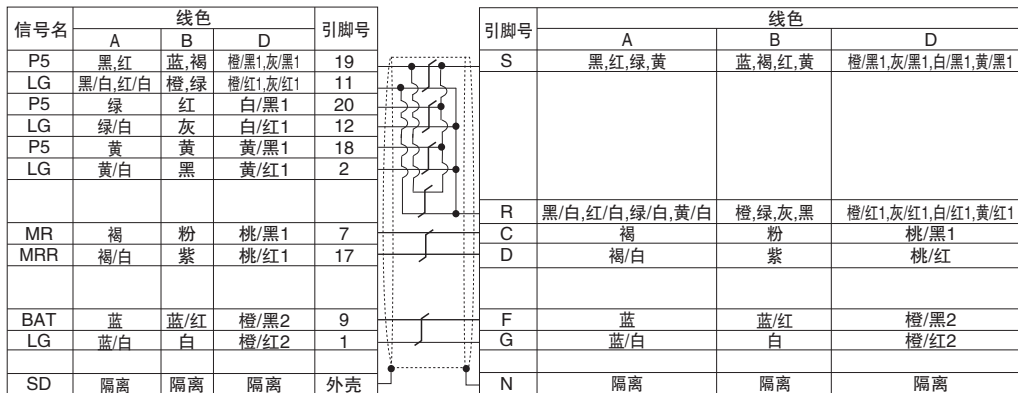 信号名 线色 引脚号 引脚号 线色
A B D A B D
P5 黑,红 蓝,褐 橙/黑1,灰/黑1 19 S 黑,红,绿,黄 蓝,褐,红,黄 橙/黑1,灰/黑1,白/黑1,黄/黑1
LG 黑/白,红/白 橙,绿 橙/红1,灰/红1 11
P5 绿 红 白/黑1 20
LG 绿/白 灰 白/红1 12
P5 黄 黄 黄/黑1 18
LG 黄/白 黑 黄/红1 2
R 黑/白,红/白,绿/白,黄/白 橙,绿,灰,黑 橙/红1,灰/红1,白/红1,黄/红1
MR 褐 粉 桃/黑1 7 C 褐 粉 桃/黑1
MRR 褐/白 紫 桃/红1 17 D 褐/白 紫 桃/红
BAT 蓝 蓝/红 橙/黑2 9 F 蓝 蓝/红 橙/黑2
LG 蓝/白 白 橙/红2 1 G 蓝/白 白 橙/红2
SD 隔离 隔离 隔离 外壳 N 隔离 隔离 隔离